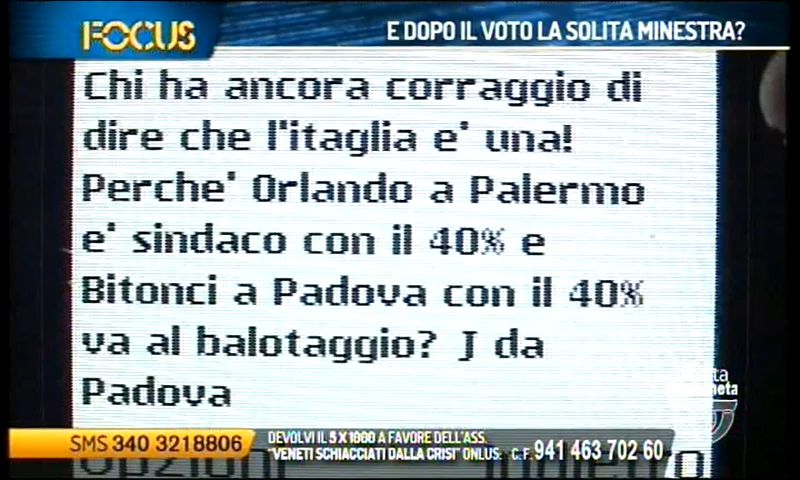 FOCUS
E DOPO IL VOTO LA SOLITA MINESTRA?
Chi ha ancora corraggio di
dire che l'itaglia e' una!
Perche' Orlando a Palermo
e' sindaco con il 40% e
Bitonci a Padova con il 40%
va al balotaggio? J da
Padova
SMS 340 3218806
DEVOLVI IL 5 X 1000 A FAVORE DELL'ASS.
"VENETI SCHIACCIATI DALLA CRISI" ONLUS: C.F. 941 463 702 60
Opzioni Indietro